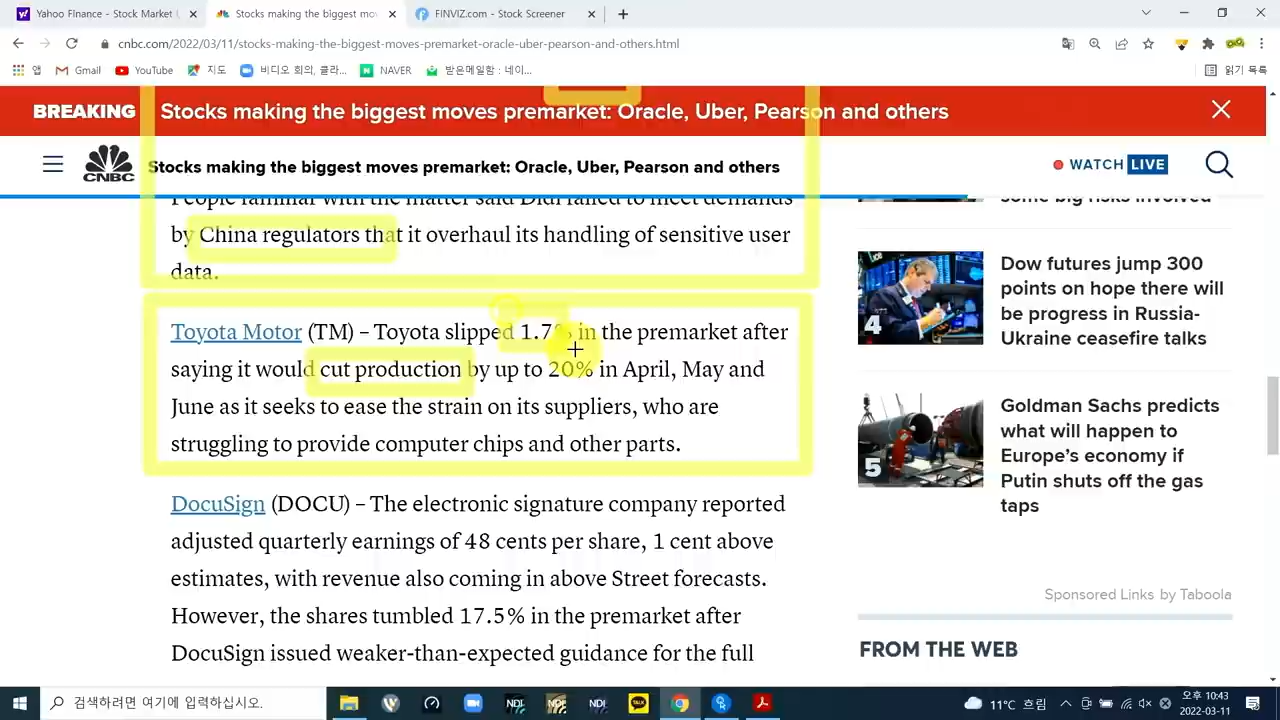 Yahoo Finance - Stock Market (
Stocks making the biggest mov
FINVIZ.com - Stock Screener
cnbc.com/2022/03/11/stocks-making-the-biggest-moves-premarket-oracle-uber-pearson-and-others.html
앱
Gmail
YouTube
지도
비디오 회의, 클라...
NAVER
받은메일함 : 네이...
읽기 목록
BREAKING
Stocks making the biggest moves premarket: Oracle, Uber, Pearson and others
CNBC
Stocks making the biggest moves premarket: Oracle, Uber, Pearson and others
WATCH LIVE
People familiar with the matter said Didi failed to meet demands
by China regulators that it overhaul its handling of sensitive user
data.
Toyota Motor (TM) – Toyota slipped 1.7% in the premarket after
saying it would cut production by up to 20% in April, May and
June as it seeks to ease the strain on its suppliers, who are
struggling to provide computer chips and other parts.
DocuSign (DOCU) – The electronic signature company reported
adjusted quarterly earnings of 48 cents per share, 1 cent above
estimates, with revenue also coming in above Street forecasts.
However, the shares tumbled 17.5% in the premarket after
DocuSign issued weaker-than-expected guidance for the full
some big risks involved
4
Dow futures jump 300
points on hope there will
be progress in Russia-
Ukraine ceasefire talks
5
Goldman Sachs predicts
what will happen to
Europe's economy if
Putin shuts off the gas
taps
Sponsored Links by Taboola
FROM THE WEB
검색하려면 여기에 입력하십시오.
NDI
NDI
NDI
TALK
11°C 흐림
오후 10:43
2022-03-11